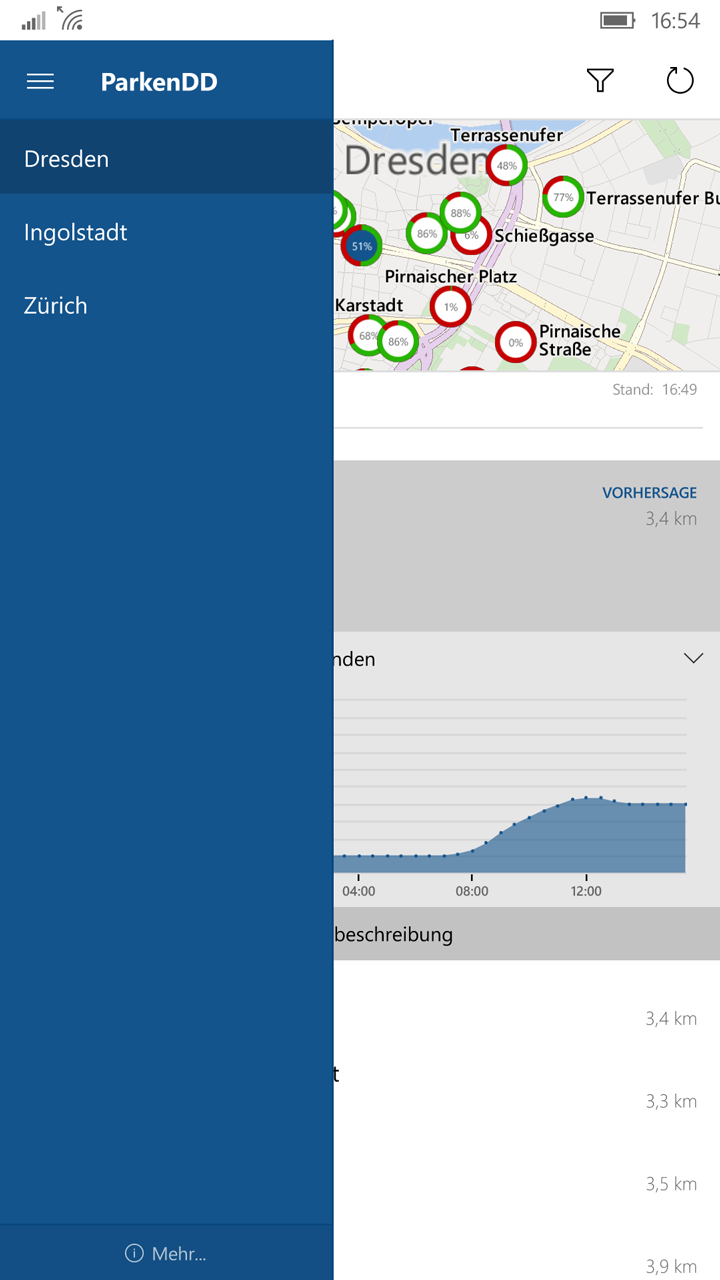 16:54
ParkenDD
Dresden
Ingolstadt
Zürich
Mehr...
Semperoper
Terrassenufer
Dresden
48%
77%
Terrassenufer Bu
88%
86%
6%
Schießgasse
51%
Pirnaischer Platz
Karstadt
1%
68%
86%
0%
Pirnaische
Straße
Stand: 16:49
VORHERSAGE
3,4 km
nden
04:00
08:00
12:00
beschreibung
3,4 km
t
3,3 km
3,5 km
3,9 km